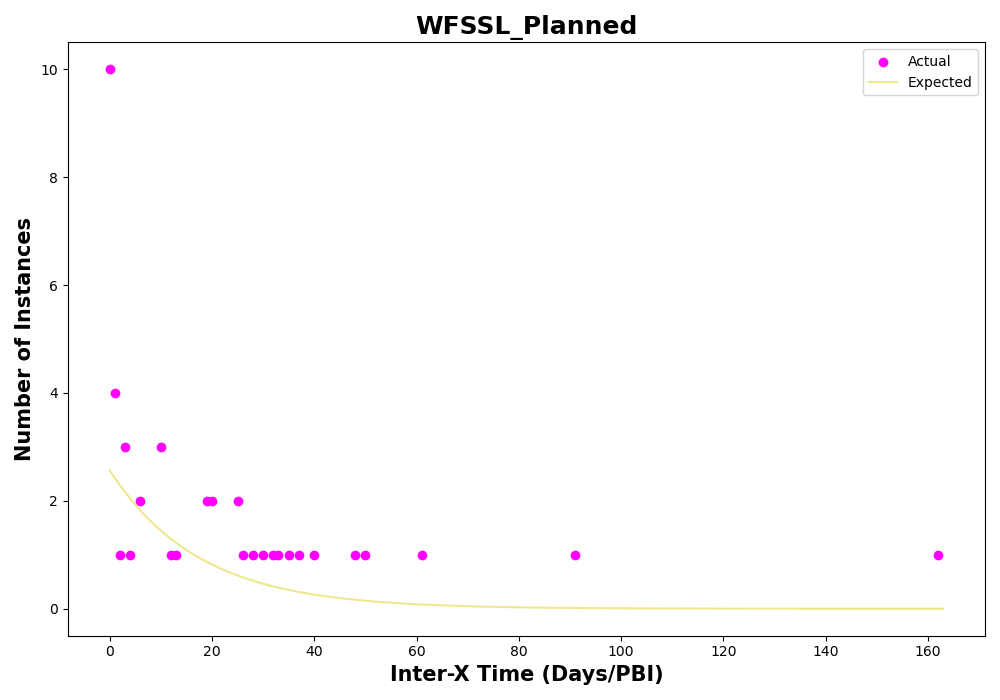 WFSSL_Planned
Actual
Expected
10
8
6
4
2
0
Number of Instances
0 20 40 60 80 100 120 140 160
Inter-X Time (Days/PBI)